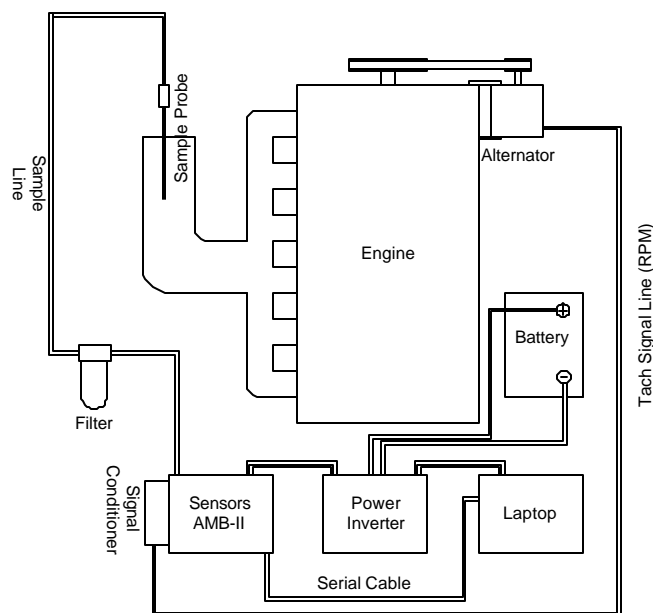 Sample Probe
Sample
Line
Alternator
Engine
Tach Signal Line (RPM)
Battery
Filter
Signal
Conditioner
Sensors
AMB-II
Power
Inverter
Laptop
Serial Cable